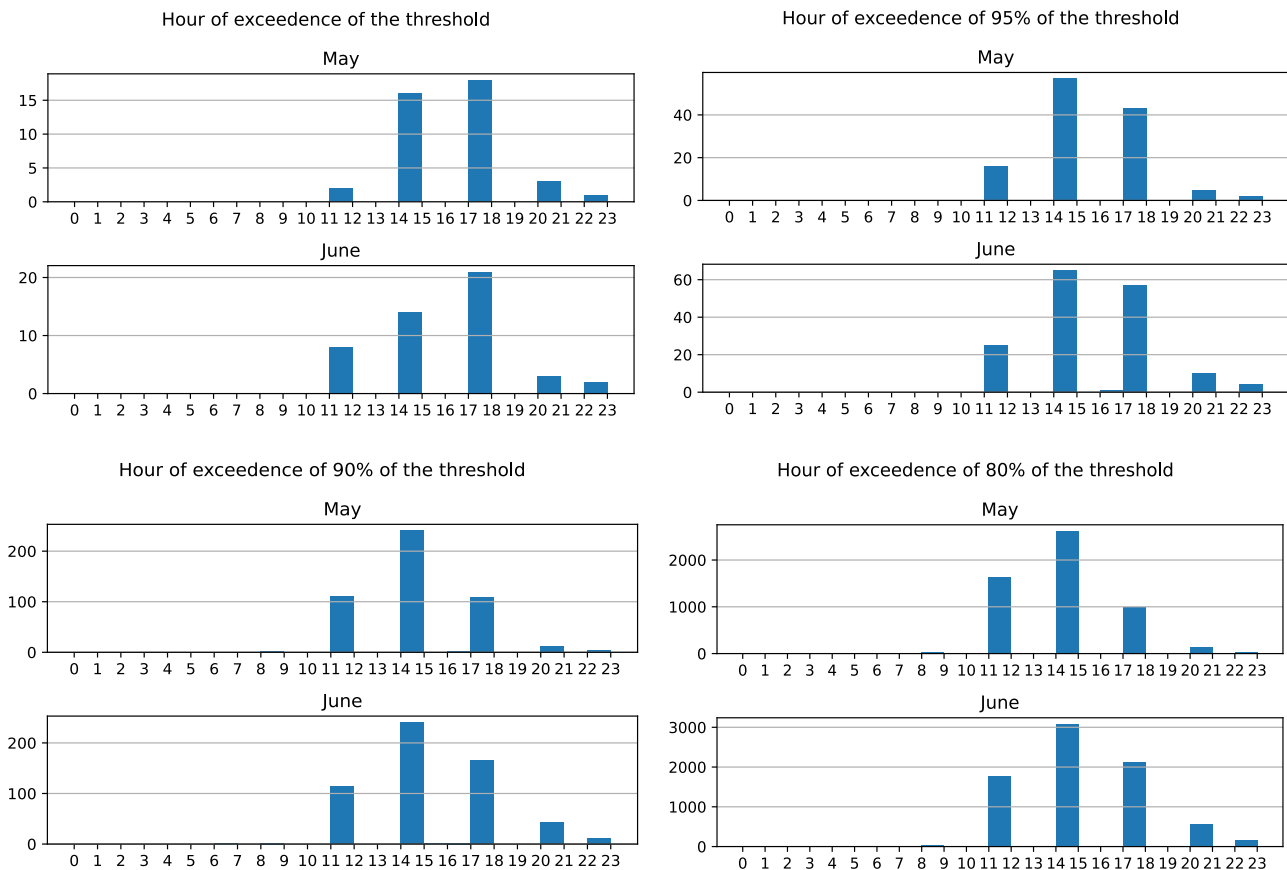 Hour of exceedence of the threshold
May
15
10
5
0
0 1 2 3 4 5 6 7 8 9 10 11 12 13 14 15 16 17 18 19 20 21 22 23
June
20
10
0
0 1 2 3 4 5 6 7 8 9 10 11 12 13 14 15 16 17 18 19 20 21 22 23
Hour of exceedence of 95% of the threshold
May
40
20
0
0 1 2 3 4 5 6 7 8 9 10 11 12 13 14 15 16 17 18 19 20 21 22 23
June
60
40
20
0
0 1 2 3 4 5 6 7 8 9 10 11 12 13 14 15 16 17 18 19 20 21 22 23
Hour of exceedence of 90% of the threshold
May
200
100
0
0 1 2 3 4 5 6 7 8 9 10 11 12 13 14 15 16 17 18 19 20 21 22 23
June
200
100
0
0 1 2 3 4 5 6 7 8 9 10 11 12 13 14 15 16 17 18 19 20 21 22 23
Hour of exceedence of 80% of the threshold
May
2000
1000
0
0 1 2 3 4 5 6 7 8 9 10 11 12 13 14 15 16 17 18 19 20 21 22 23
June
3000
2000
1000
0
0 1 2 3 4 5 6 7 8 9 10 11 12 13 14 15 16 17 18 19 20 21 22 23